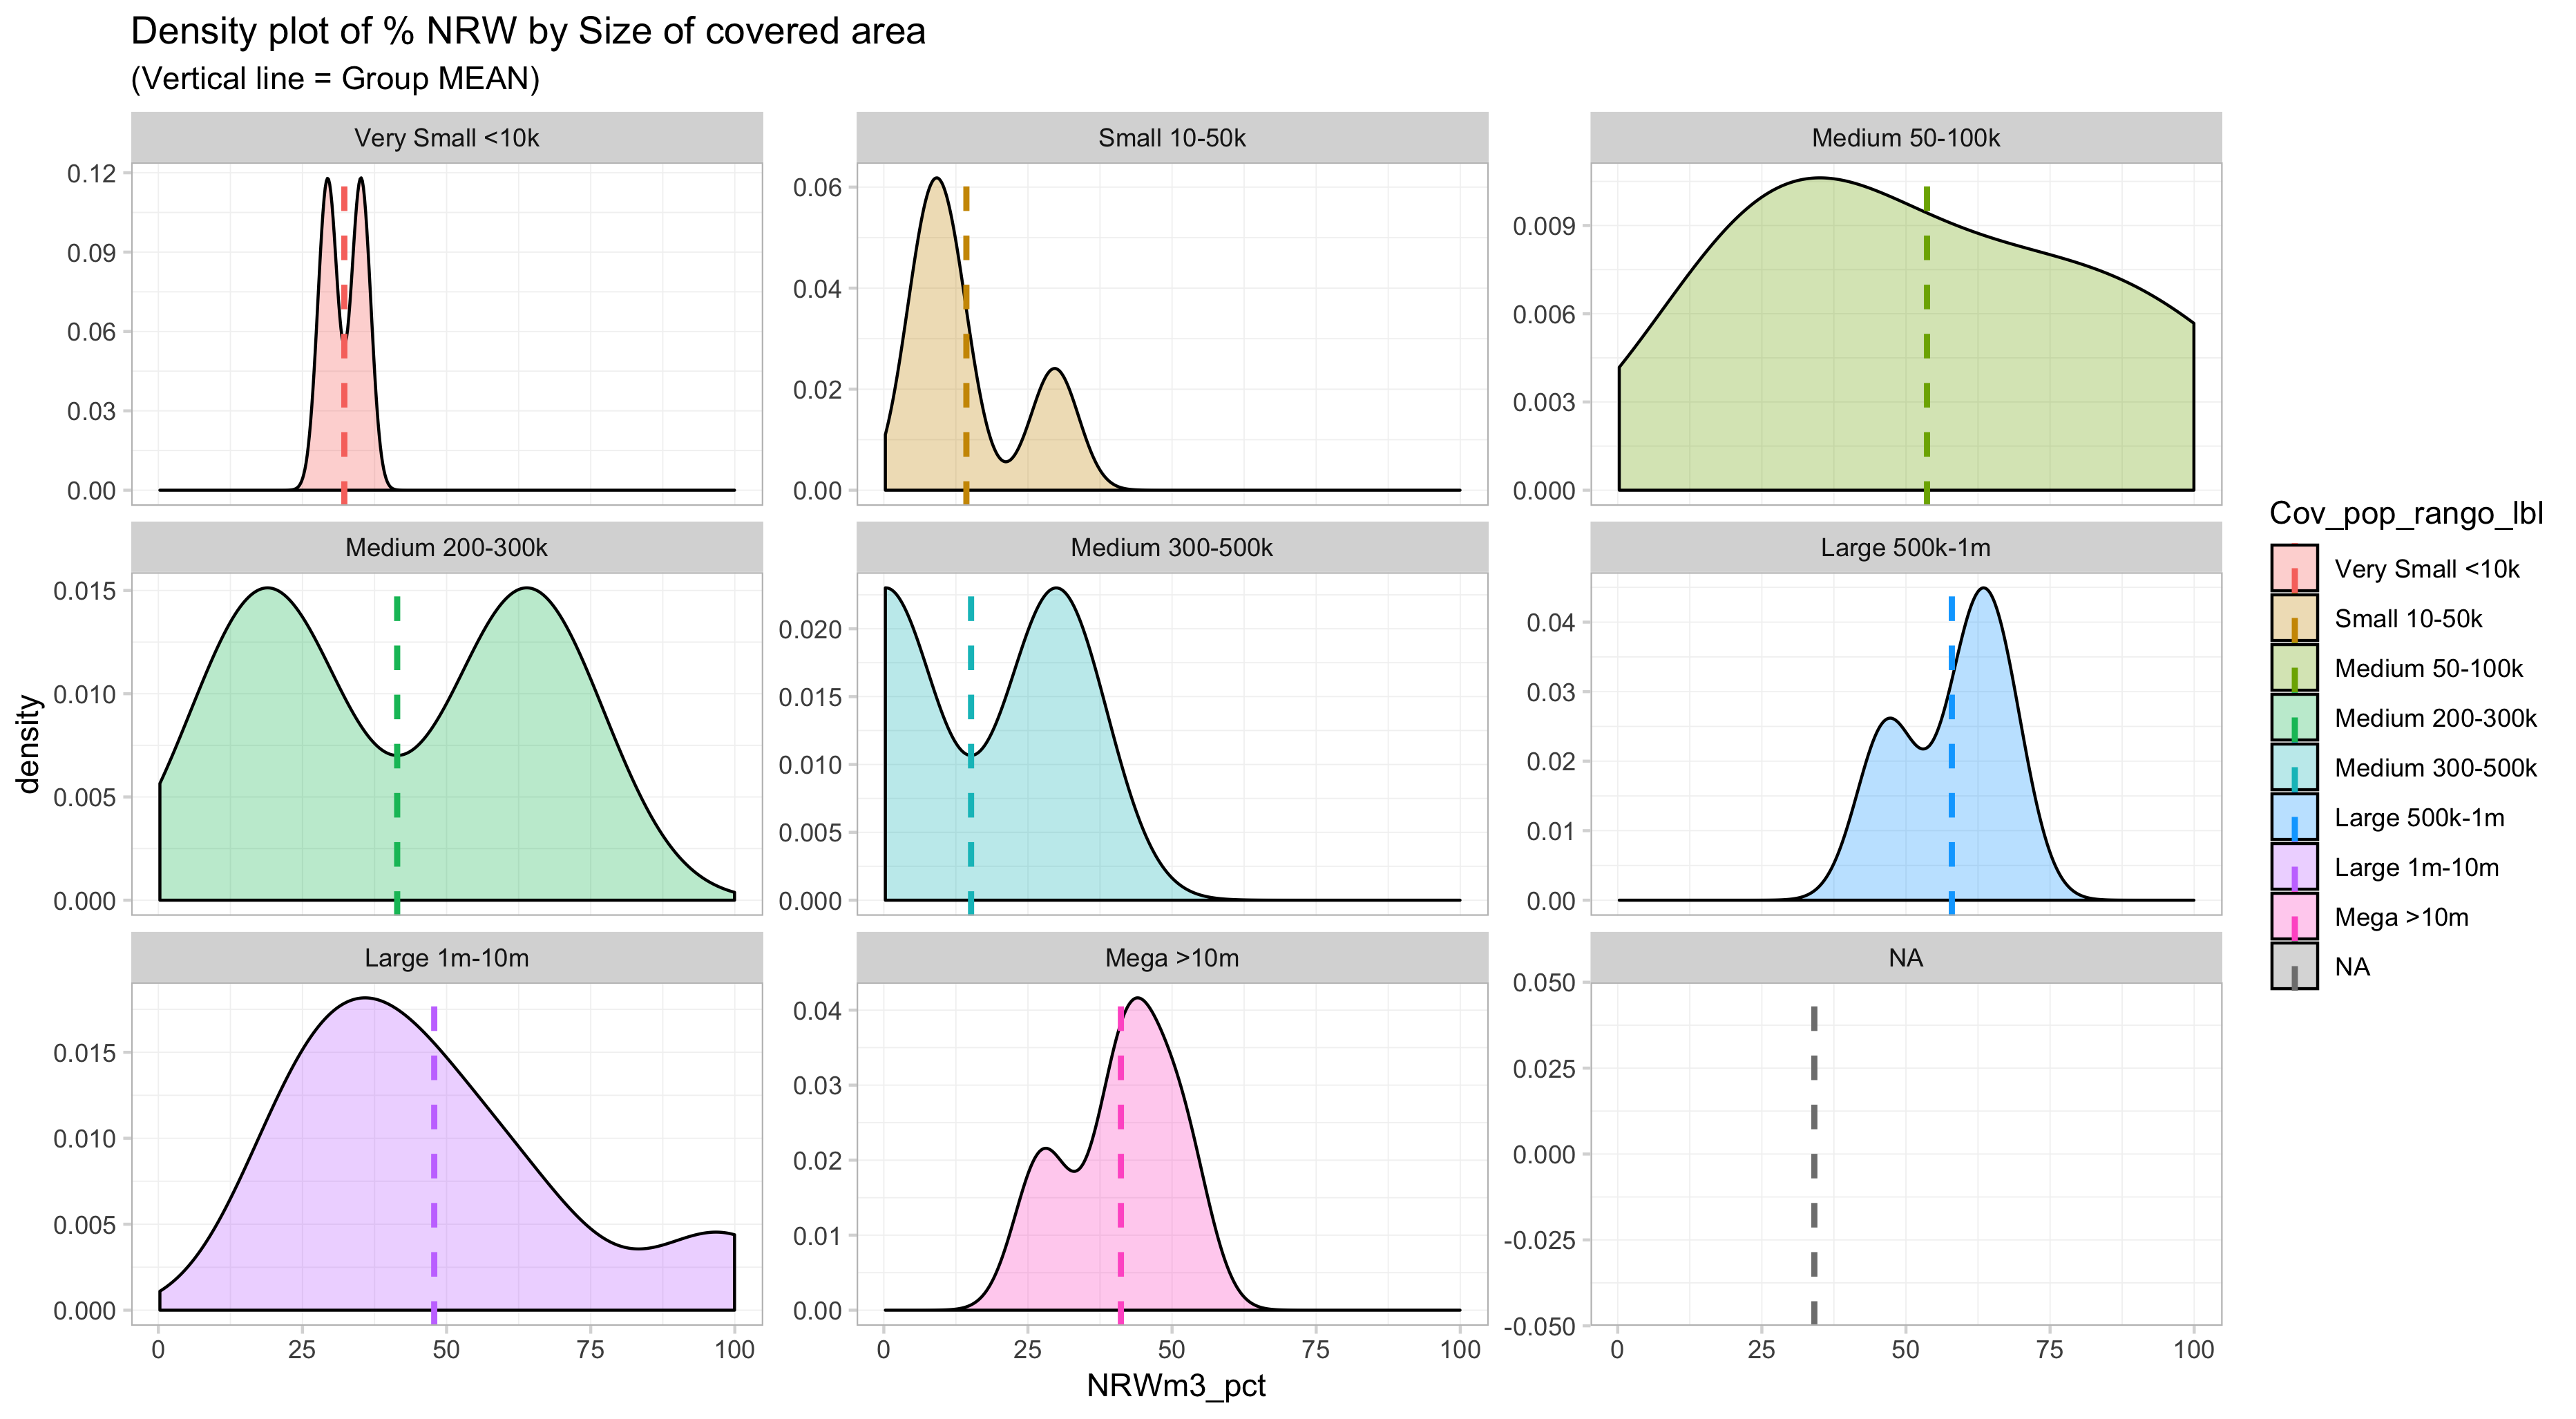 Density plot of % NRW by Size of covered area
(Vertical line = Group MEAN)
Very Small <10k
Small 10-50k
Medium 50-100k
0.12
0.09
0.06
0.03
0.00
0.06
0.04
0.02
0.00
0.009
0.006
0.003
0.000
Medium 200-300k
Medium 300-500k
Large 500k-1m
0.015
0.010
0.005
0.000
0.020
0.015
0.010
0.005
0.000
0.04
0.03
0.02
0.01
0.00
Large 1m-10m
Mega >10m
NA
0.015
0.010
0.005
0.000
0.04
0.03
0.02
0.01
0.00
0.050
0.025
0.000
-0.025
-0.050
0 25 50 75 100
0 25 50 75 100
0 25 50 75 100
density
NRWm3_pct
Cov_pop_rango_lbl
Very Small <10k
Small 10-50k
Medium 50-100k
Medium 200-300k
Medium 300-500k
Large 500k-1m
Large 1m-10m
Mega >10m
NA